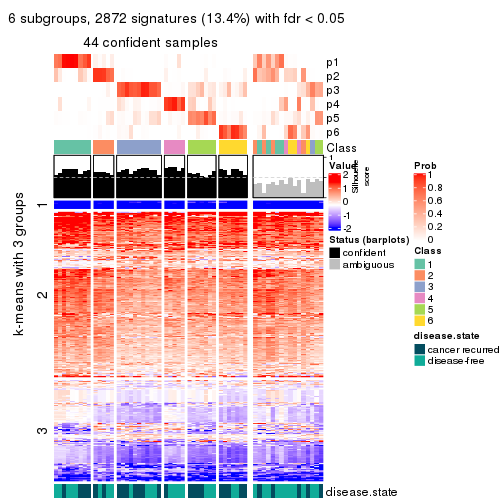 6 subgroups, 2872 signatures (13.4%) with fdr < 0.05
44 confident samples
p1
p2
p3
p4
p5
p6
Class
1
Silhouette
score
k-means with 3 groups
1
2
3
disease.state
Value
2
1
0
-1
-2
Status (barplots)
confident
ambiguous
Prob
1
0.8
0.6
0.4
0.2
0
Class
1
2
3
4
5
6
disease.state
cancer recurred
disease-free